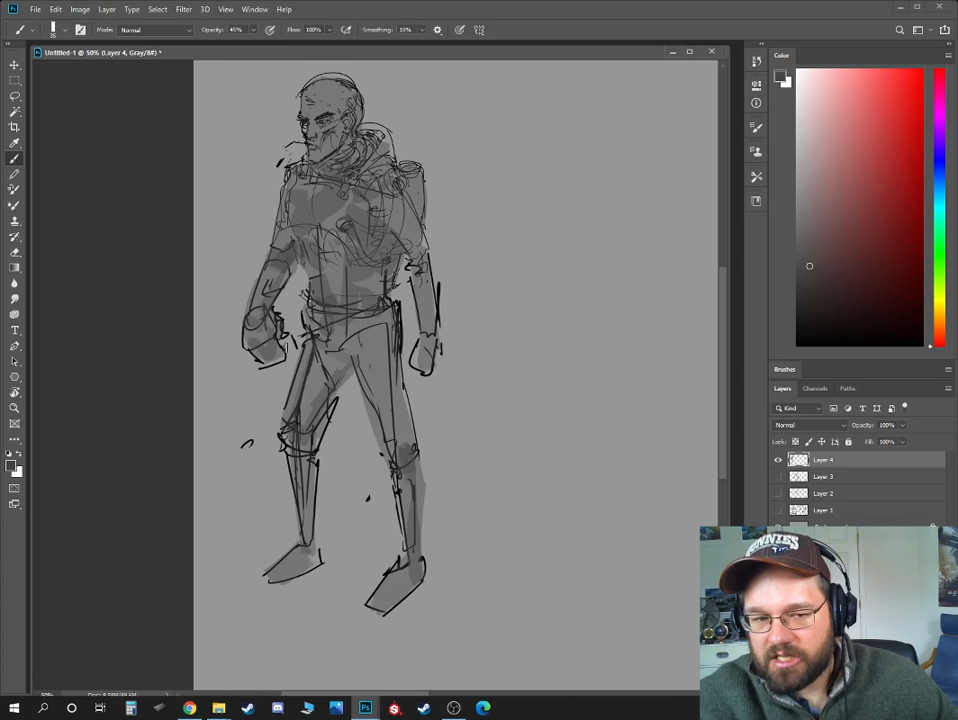 File Edit Image Layer Type Select Filter 3D View Window Help
Mode: Normal Opacity: 45% Flow: 100% Smoothing: 10%
35
Untitled-1 @ 50% (Layer 4, Gray/8#) *
Color
Brushes
Layers Channels Paths
Kind
Normal Opacity: 100%
Lock: Fill: 100%
Layer 4
Layer 3
Layer 2
Layer 1